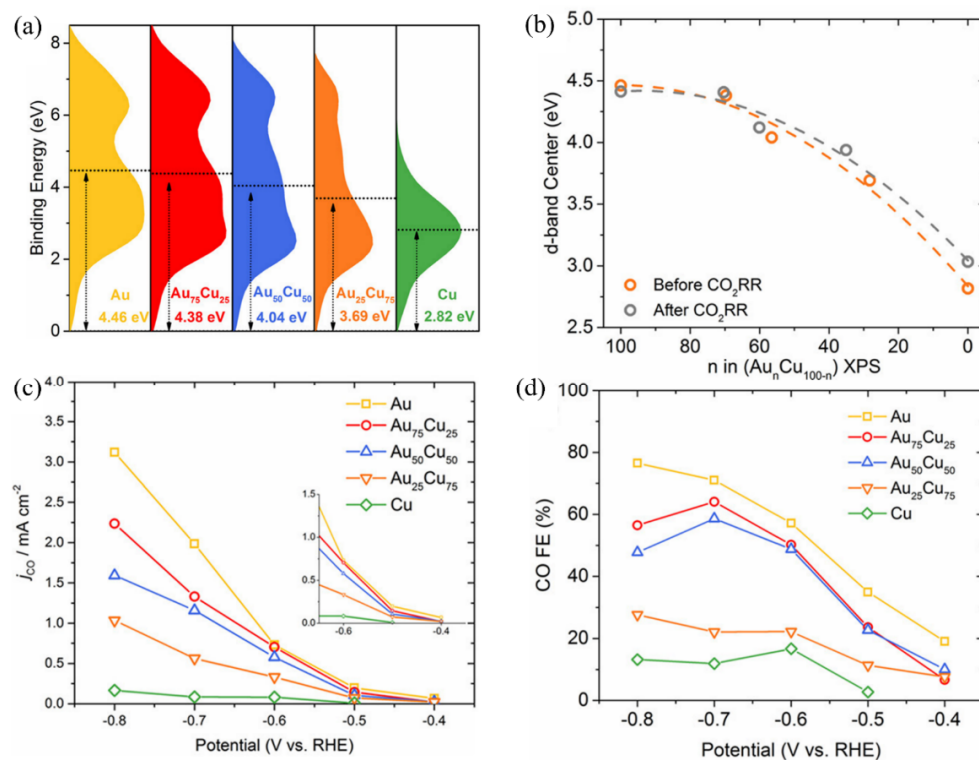 (a)
Binding Energy (eV)
8
6
4
2
0
Au
4.46 eV
Au₇₅Cu₂₅
4.38 eV
Au₅₀Cu₅₀
4.04 eV
Au₂₅Cu₇₅
3.69 eV
Cu
2.82 eV
(b)
d-band Center (eV)
5.0
4.5
4.0
3.5
3.0
2.5
Before CO₂RR
After CO₂RR
100 80 60 40 20 0
n in (AuₙCu₁₀₀₋ₙ) XPS
(c)
j_CO / mA cm⁻²
4.0
3.5
3.0
2.5
2.0
1.5
1.0
0.5
0.0
Au
Au₇₅Cu₂₅
Au₅₀Cu₅₀
Au₂₅Cu₇₅
Cu
1.5
1.0
0.5
0.0
-0.6 -0.4
-0.8 -0.7 -0.6 -0.5 -0.4
Potential (V vs. RHE)
(d)
CO FE (%)
100
80
60
40
20
0
Au
Au₇₅Cu₂₅
Au₅₀Cu₅₀
Au₂₅Cu₇₅
Cu
-0.8 -0.7 -0.6 -0.5 -0.4
Potential (V vs. RHE)